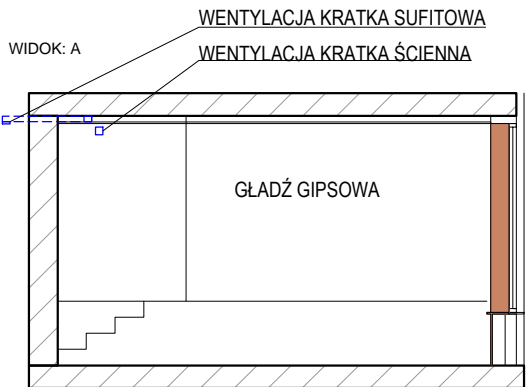 WENTYLACJA KRATKA SUFITOWA
WIDOK: A
WENTYLACJA KRATKA ŚCIENNA
GŁADŹ GIPSOWA